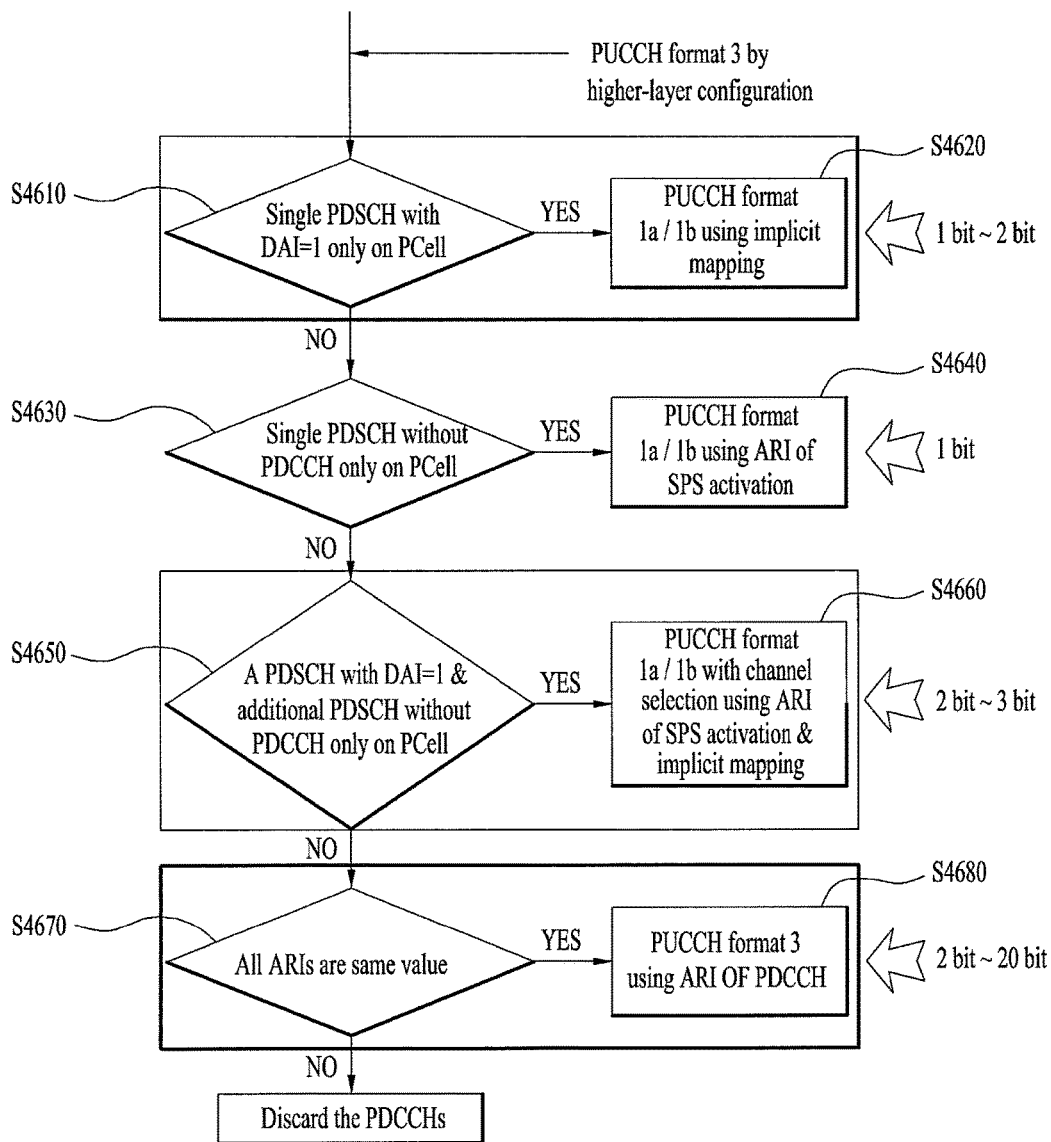 PUCCH format 3 by
higher-layer configuration
S4610
Single PDSCH with
DAI=1 only on PCell
YES
S4620
PUCCH format
1a / 1b using implicit
mapping
1 bit ~ 2 bit
NO
S4630
Single PDSCH without
PDCCH only on PCell
YES
S4640
PUCCH format
1a / 1b using ARI of
SPS activation
1 bit
NO
S4650
A PDSCH with DAI=1 &
additional PDSCH without
PDCCH only on PCell
YES
S4660
PUCCH format
1a / 1b with channel
selection using ARI
of SPS activation &
implicit mapping
2 bit ~ 3 bit
NO
S4670
All ARIs are same value
YES
S4680
PUCCH format 3
using ARI OF PDCCH
2 bit ~ 20 bit
NO
Discard the PDCCHs